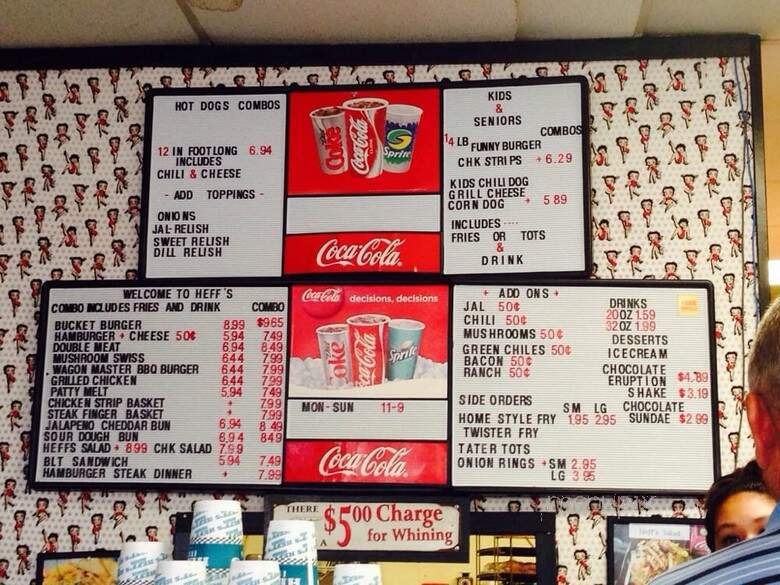 HOT DOGS COMBOS
12 IN FOOTLONG 6.94
INCLUDES
CHILI & CHEESE
- ADD TOPPINGS -
ONIONS
JAL-RELISH
SWEET RELISH
DILL RELISH
Coke
Coca-Cola
Sprite
Coca-Cola
KIDS
&
SENIORS
COMBOS
1/4 LB FUNNY BURGER
CHK STRIPS + 6.29
KIDS CHILI DOG
GRILL CHEESE
CORN DOG + 5 89
INCLUDES ----
FRIES OR TOTS
&
DRINK
WELCOME TO HEFF'S
COMBO INCLUDES FRIES AND DRINK COMBO
BUCKET BURGER 8.99 $9.65
HAMBURGER + CHEESE 50¢ 5.94 7.49
DOUBLE MEAT 6.94 8.49
MUSHROOM SWISS 6.44 7.99
WAGON MASTER BBQ BURGER 6.44 7.99
GRILLED CHICKEN 6.44 7.99
PATTY MELT 5.94 7.49
CHICKEN STRIP BASKET + 7.99
STEAK FINGER BASKET + 7.99
JALAPENO CHEDDAR BUN 6.94 8 49
SOUR DOUGH BUN 6.94 8.49
HEFFS SALAD + 8.99 CHK SALAD 7.99
BLT SANDWICH 5.94 7.49
HAMBURGER STEAK DINNER + 7.99
Coca-Cola decisions, decisions
Coke
Coca-Cola
Sprite
MON-SUN 11-9
Coca-Cola
+ ADD ONS +
JAL 50¢
CHILI 50¢
MUSHROOMS 50¢
GREEN CHILES 50¢
BACON 50¢
RANCH 50¢
DRINKS
20OZ 1.59
32OZ 1.99
DESSERTS
ICECREAM
CHOCOLATE
ERUPTION $4.89
SHAKE $3.19
CHOCOLATE
SUNDAE $2 99
SIDE ORDERS
SM LG
HOME STYLE FRY 1.95 2.95
TWISTER FRY
TATER TOTS
ONION RINGS + SM 2.95
LG 3 95
THERE
A
$5 00 Charge
for Whining